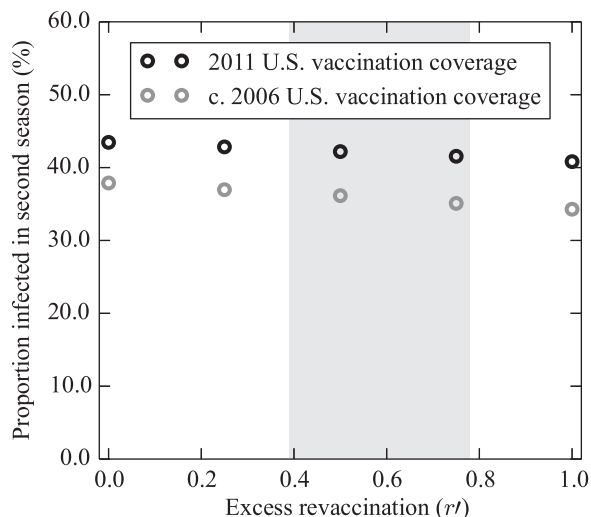 60.0
2011 U.S. vaccination coverage
c. 2006 U.S. vaccination coverage
50.0
40.0
30.0
20.0
10.0
0.0
Proportion infected in second season (%)
0.0 0.2 0.4 0.6 0.8 1.0
Excess revaccination (r′)